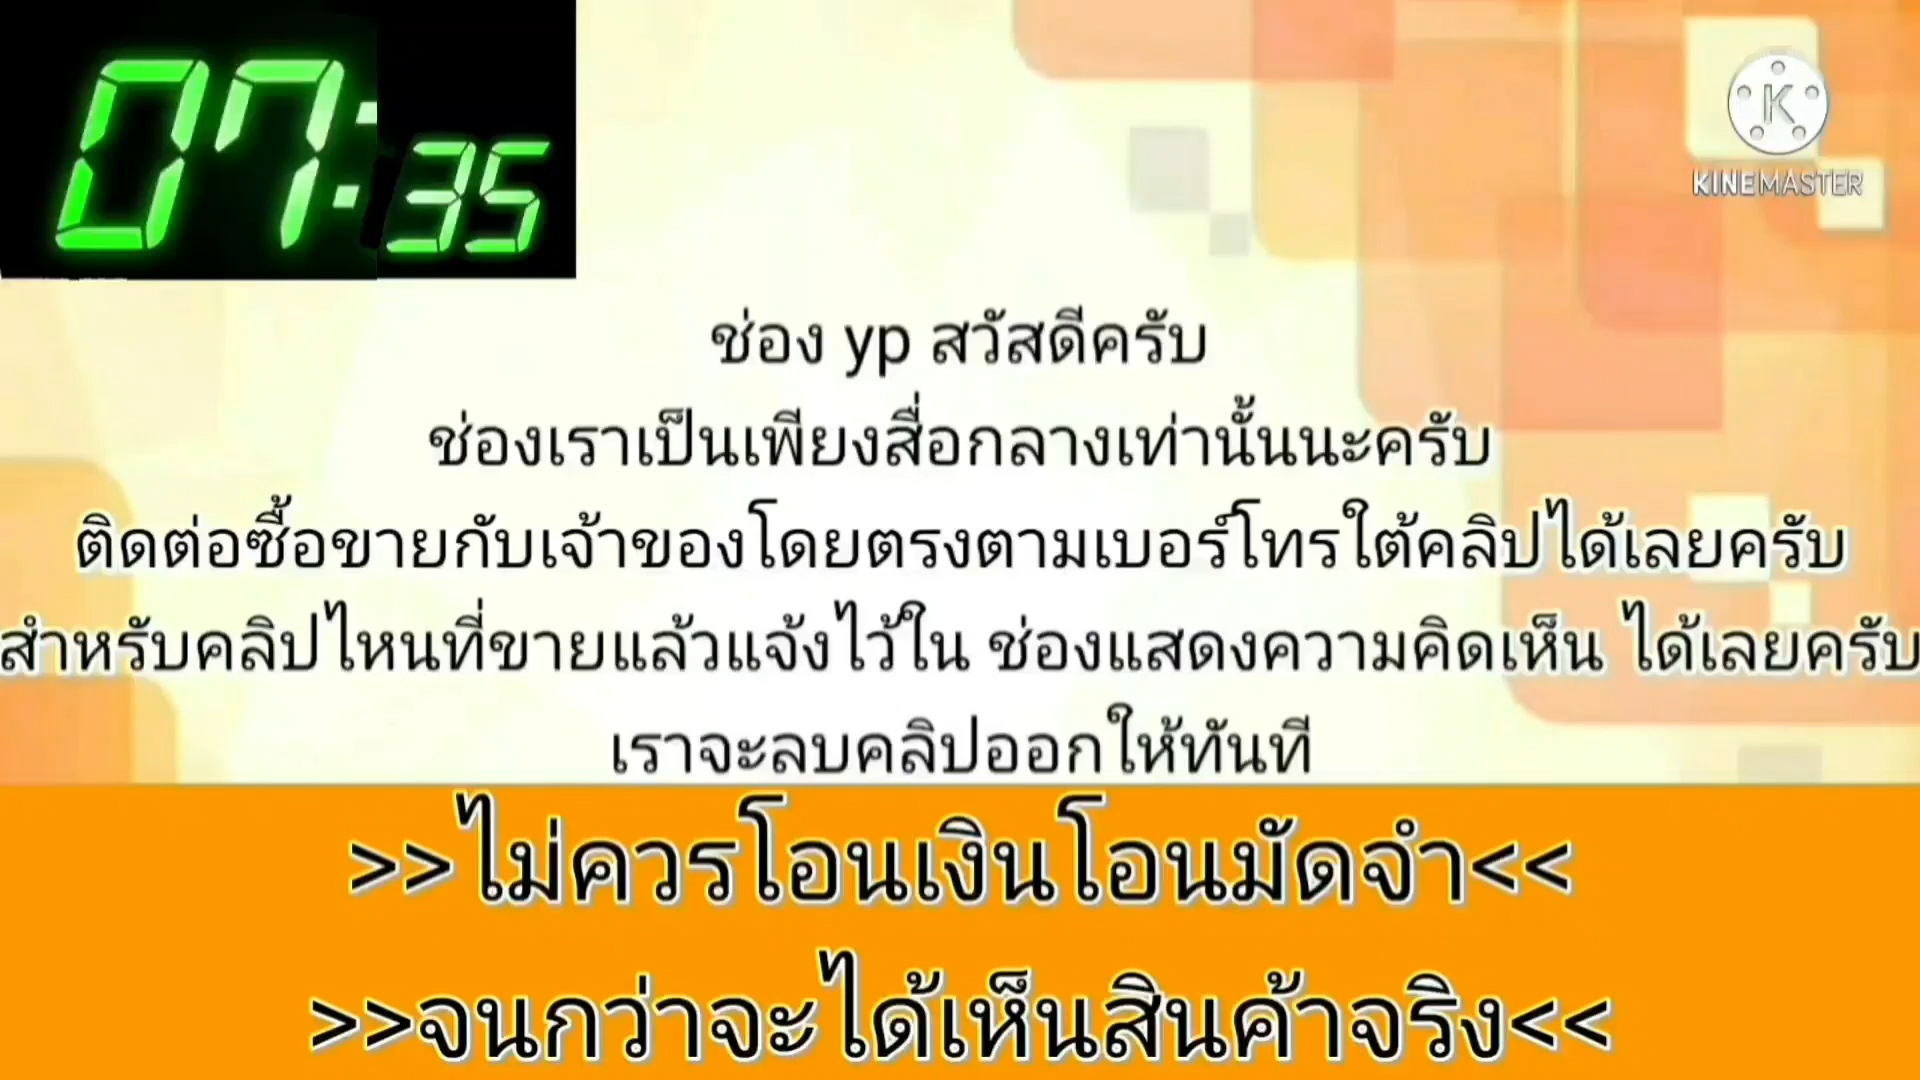 07:35
KINEMASTER
ช่อง yp สวัสดีครับ
ช่องเราเป็นเพียงสื่อกลางเท่านั้นนะครับ
ติดต่อซื้อขายกับเจ้าของโดยตรงตามเบอร์โทรใต้คลิปได้เลยครับ
สำหรับคลิปไหนที่ขายแล้วแจ้งไว้ใน ช่องแสดงความคิดเห็น ได้เลยครับ
เราจะลบคลิปออกให้ทันที
>>ไม่ควรโอนเงินโอนมัดจำ<<
>>จนกว่าจะได้เห็นสินค้าจริง<<